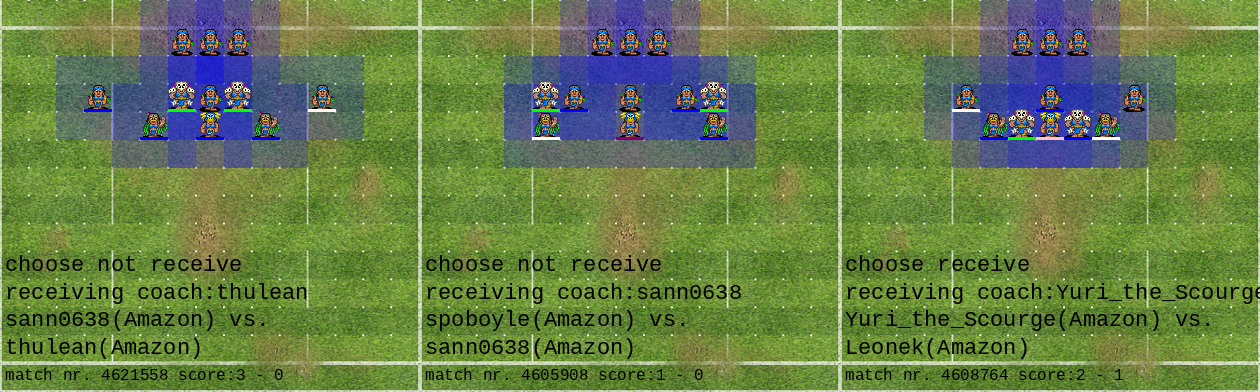 choose not receive
receiving coach:thulean
sann0638(Amazon) vs.
thulean(Amazon)
match nr. 4621558 score:3 - 0
choose not receive
receiving coach:sann0638
spoboyle(Amazon) vs.
sann0638(Amazon)
match nr. 4605908 score:1 - 0
choose receive
receiving coach:Yuri_the_Scourge
Yuri_the_Scourge(Amazon) vs.
Leonek(Amazon)
match nr. 4608764 score:2 - 1